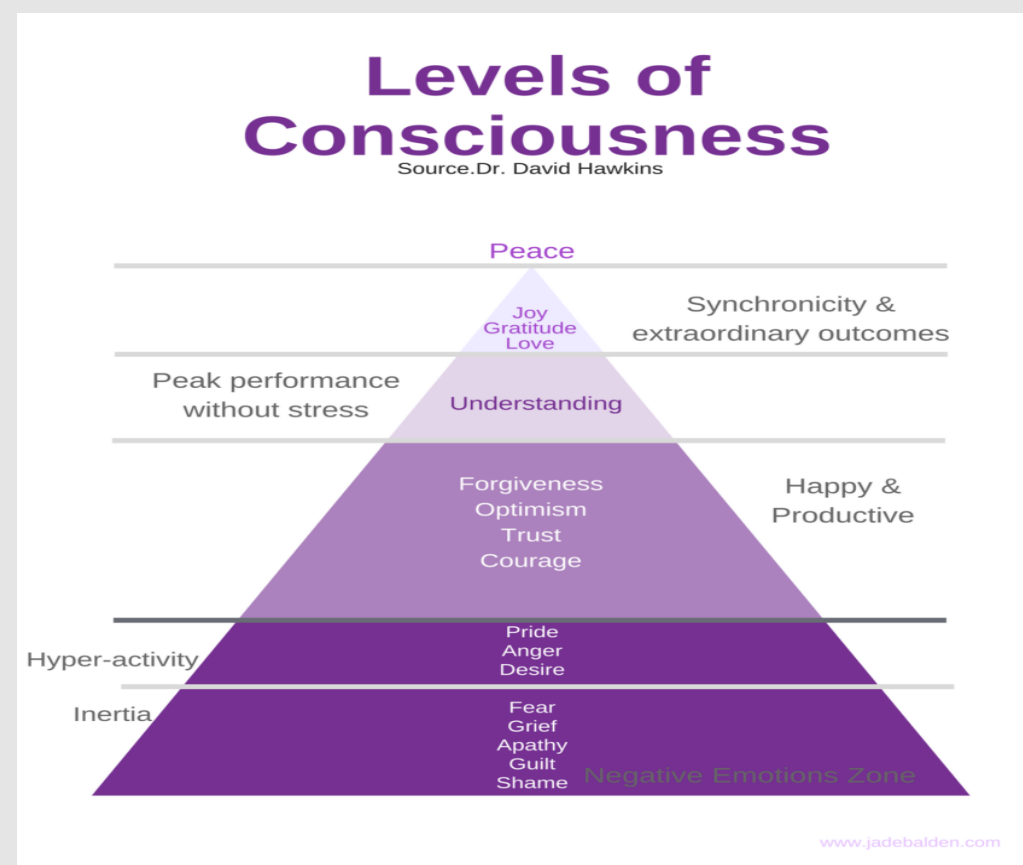 Levels of
Consciousness
Source.Dr. David Hawkins
Peace
Joy
Gratitude
Love
Synchronicity &
extraordinary outcomes
Peak performance
without stress
Understanding
Forgiveness
Optimism
Trust
Courage
Happy &
Productive
Pride
Anger
Desire
Hyper-activity
Inertia
Fear
Grief
Apathy
Guilt
Shame
Negative Emotions Zone
www.jadebalden.com